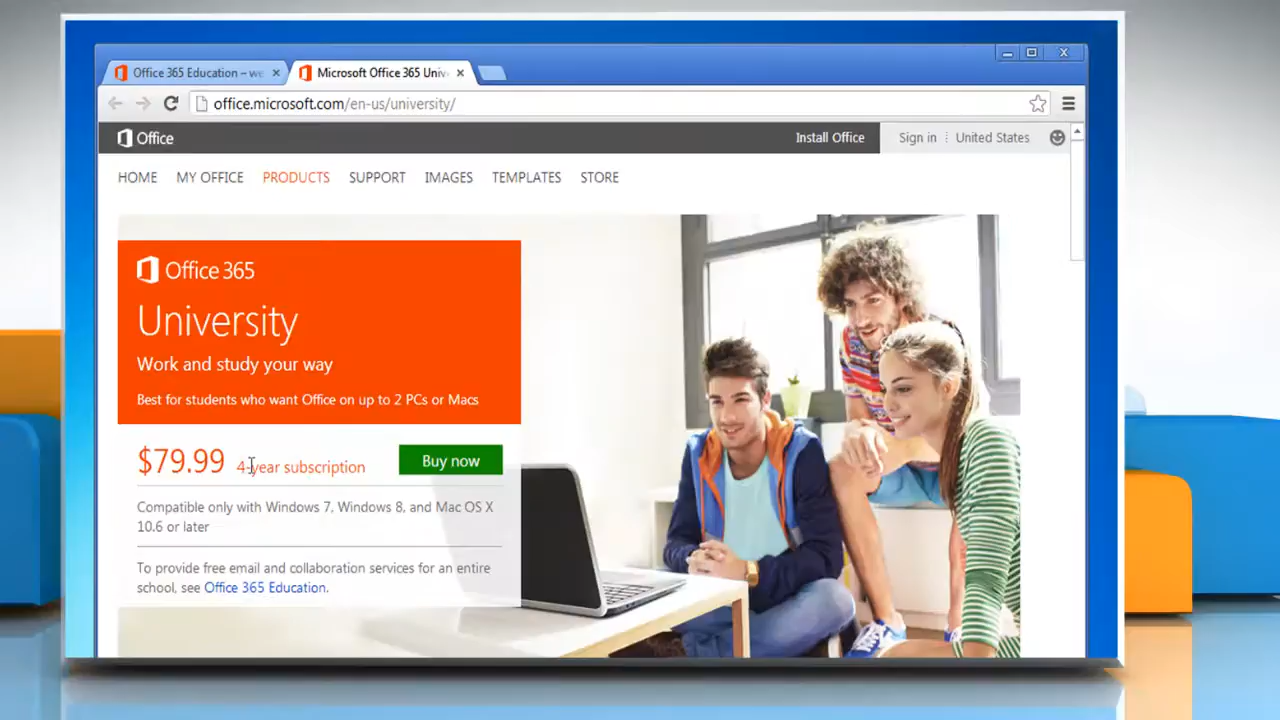 Office 365 Education – we
Microsoft Office 365 Univ
office.microsoft.com/en-us/university/
Office
Install Office
Sign in
United States
HOME
MY OFFICE
PRODUCTS
SUPPORT
IMAGES
TEMPLATES
STORE
Office 365
University
Work and study your way
Best for students who want Office on up to 2 PCs or Macs
$79.99 4-year subscription
Buy now
Compatible only with Windows 7, Windows 8, and Mac OS X
10.6 or later
To provide free email and collaboration services for an entire
school, see Office 365 Education.